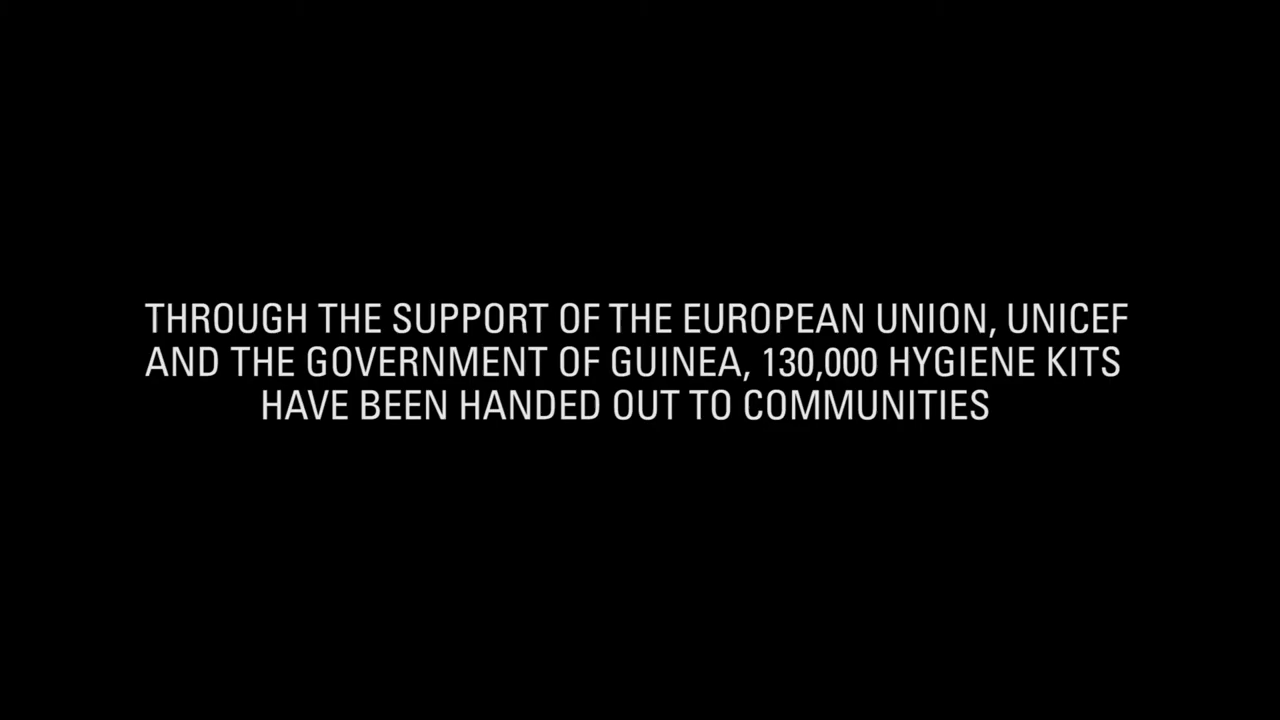 THROUGH THE SUPPORT OF THE EUROPEAN UNION, UNICEF
AND THE GOVERNMENT OF GUINEA, 130,000 HYGIENE KITS
HAVE BEEN HANDED OUT TO COMMUNITIES